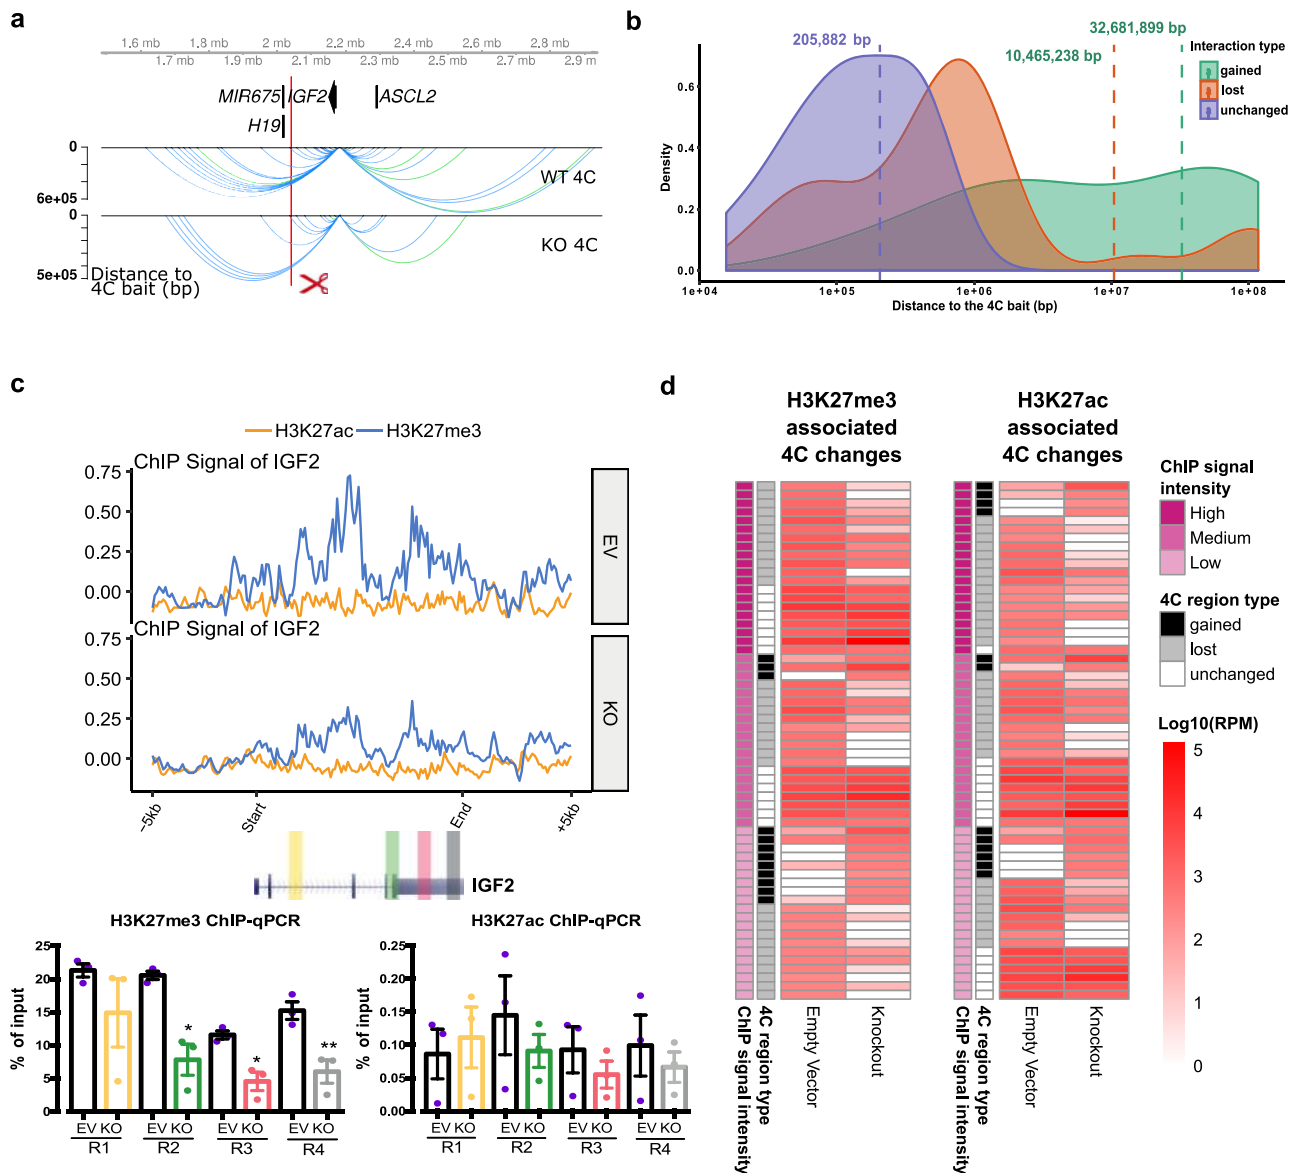 a
1.6 mb 1.8 mb 2 mb 2.2 mb 2.4 mb 2.6 mb 2.8 mb
1.7 mb 1.9 mb 2.1 mb 2.3 mb 2.5 mb 2.7 mb 2.9 m
MIR675 IGF2 ASCL2
H19
0
WT 4C
6e+05
0
KO 4C
5e+05
Distance to
4C bait (bp)
b
32,681,899 bp
205,882 bp
10,465,238 bp
Interaction type
gained
lost
unchanged
Density
0.6
0.4
0.2
0.0
1e+04 1e+05 1e+06 1e+07 1e+08
Distance to the 4C bait (bp)
c
H3K27ac H3K27me3
ChIP Signal of IGF2
0.75
0.50
0.25
0.00
EV
ChIP Signal of IGF2
0.75
0.50
0.25
0.00
KO
−5kb Start End +5kb
IGF2
H3K27me3 ChIP-qPCR
% of input
25
20
15
10
5
0
* * **
EV KO EV KO EV KO EV KO
R1 R2 R3 R4
H3K27ac ChIP-qPCR
% of input
0.25
0.20
0.15
0.10
0.05
0.00
EV KO EV KO EV KO EV KO
R1 R2 R3 R4
d
H3K27me3
associated
4C changes
H3K27ac
associated
4C changes
ChIP signal intensity
4C region type
Empty Vector
Knockout
ChIP signal intensity
4C region type
Empty Vector
Knockout
ChIP signal
intensity
High
Medium
Low
4C region type
gained
lost
unchanged
Log10(RPM)
5
4
3
2
1
0